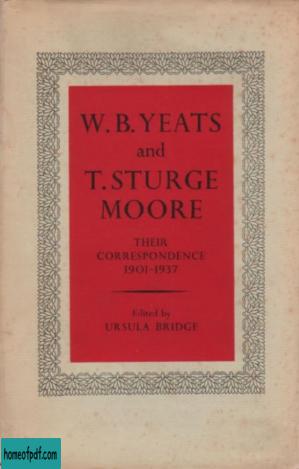 W. B. YEATS
and
T. STURGE
MOORE
THEIR
CORRESPONDENCE
1901-1937
Edited by
URSULA BRIDGE
homeofpdf.com